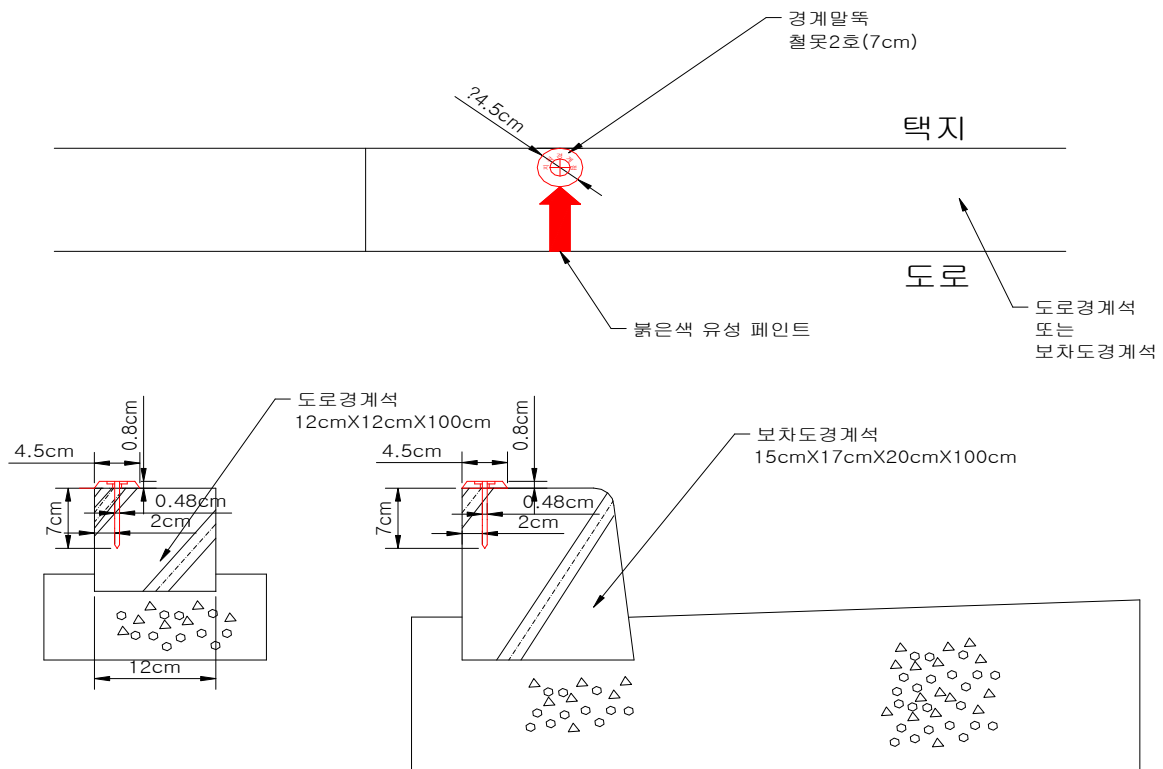 경계말뚝
철못2호(7cm)
?4.5cm
택지
도로
도로경계석
또는
보차도경계석
붉은색 유성 페인트
도로경계석
12cmX12cmX100cm
4.5cm
0.8cm
0.48cm
2cm
7cm
12cm
보차도경계석
15cmX17cmX20cmX100cm
4.5cm
0.8cm
0.48cm
2cm
7cm